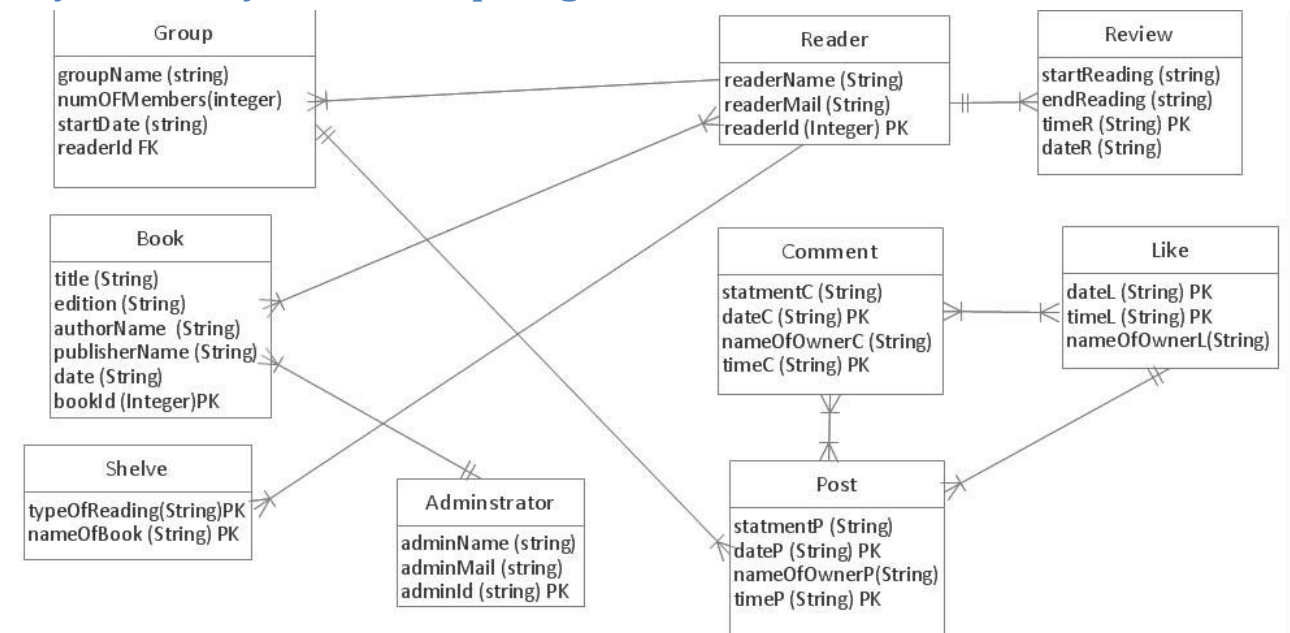 Group
groupName (string)
numOFMembers(integer)
startDate (string)
readerId FK
Reader
readerName (String)
readerMail (String)
readerId (Integer) PK
Review
startReading (string)
endReading (string)
timeR (String) PK
dateR (String)
Book
title (String)
edition (String)
authorName (String)
publisherName (String)
date (String)
bookId (Integer)PK
Comment
statmentC (String)
dateC (String) PK
nameOfOwnerC (String)
timeC (String) PK
Like
dateL (String) PK
timeL (String) PK
nameOfOwnerL(String)
Shelve
typeOfReading(String)PK
nameOfBook (String) PK
Adminstrator
adminName (string)
adminMail (string)
adminId (string) PK
Post
statmentP (String)
dateP (String) PK
nameOfOwnerP(String)
timeP (String) PK